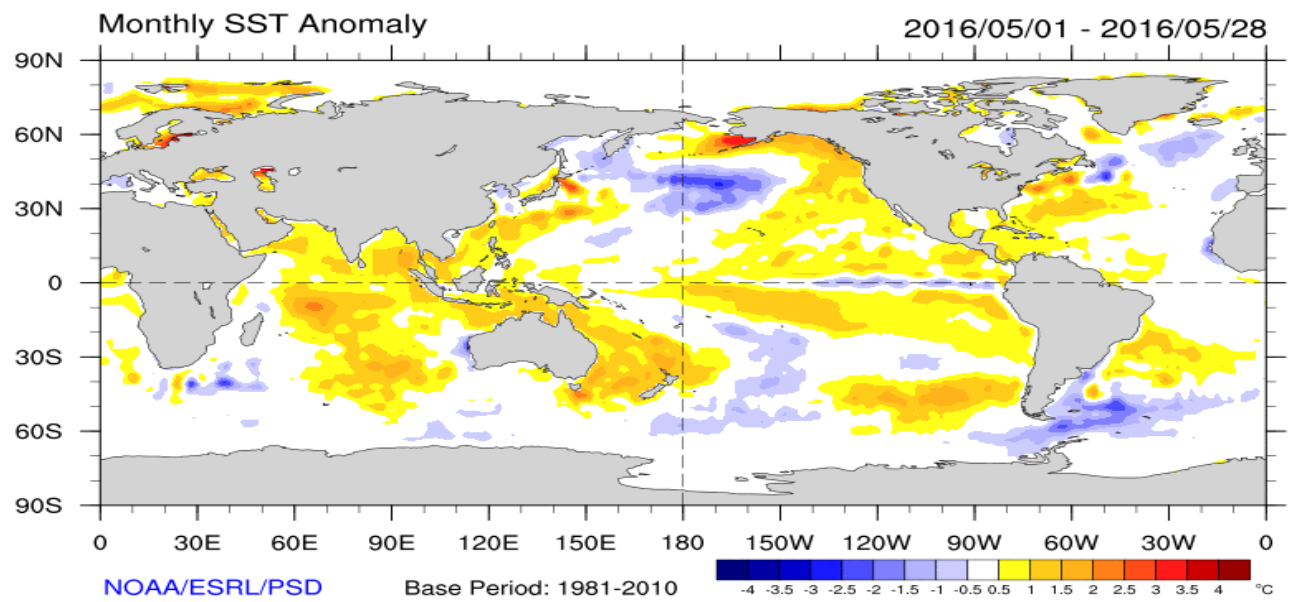 Monthly SST Anomaly 2016/05/01 - 2016/05/28
90N
60N
30N
0
30S
60S
90S
0 30E 60E 90E 120E 150E 180 150W 120W 90W 60W 30W 0
NOAA/ESRL/PSD Base Period: 1981-2010
-4 -3.5 -3 -2.5 -2 -1.5 -1 -0.5 0.5 1 1.5 2 2.5 3 3.5 4 °C